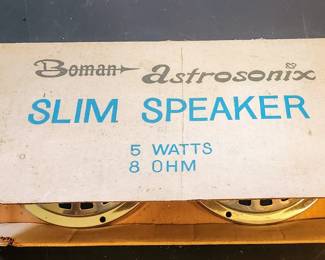 Boman astrosonix
SLIM SPEAKER
5 WATTS
8 OHM